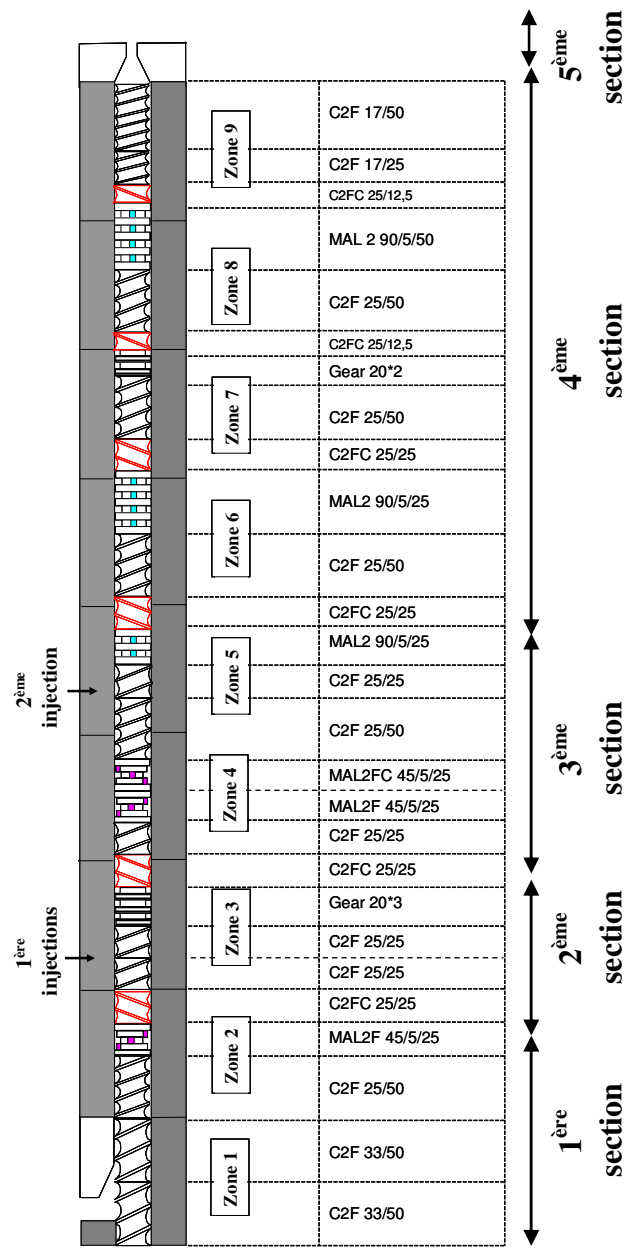 5ème
section
Zone 9
C2F 17/50
C2F 17/25
C2FC 25/12,5
MAL 2 90/5/50
Zone 8
C2F 25/50
C2FC 25/12,5
Gear 20*2
4ème
section
Zone 7
C2F 25/50
C2FC 25/25
MAL2 90/5/25
Zone 6
C2F 25/50
C2FC 25/25
MAL2 90/5/25
2ème
injection
Zone 5
C2F 25/25
C2F 25/50
3ème
section
Zone 4
MAL2FC 45/5/25
MAL2F 45/5/25
C2F 25/25
C2FC 25/25
1ère
injections
Zone 3
Gear 20*3
C2F 25/25
C2F 25/25
2ème
section
C2FC 25/25
Zone 2
MAL2F 45/5/25
C2F 25/50
1ère
section
Zone 1
C2F 33/50
C2F 33/50